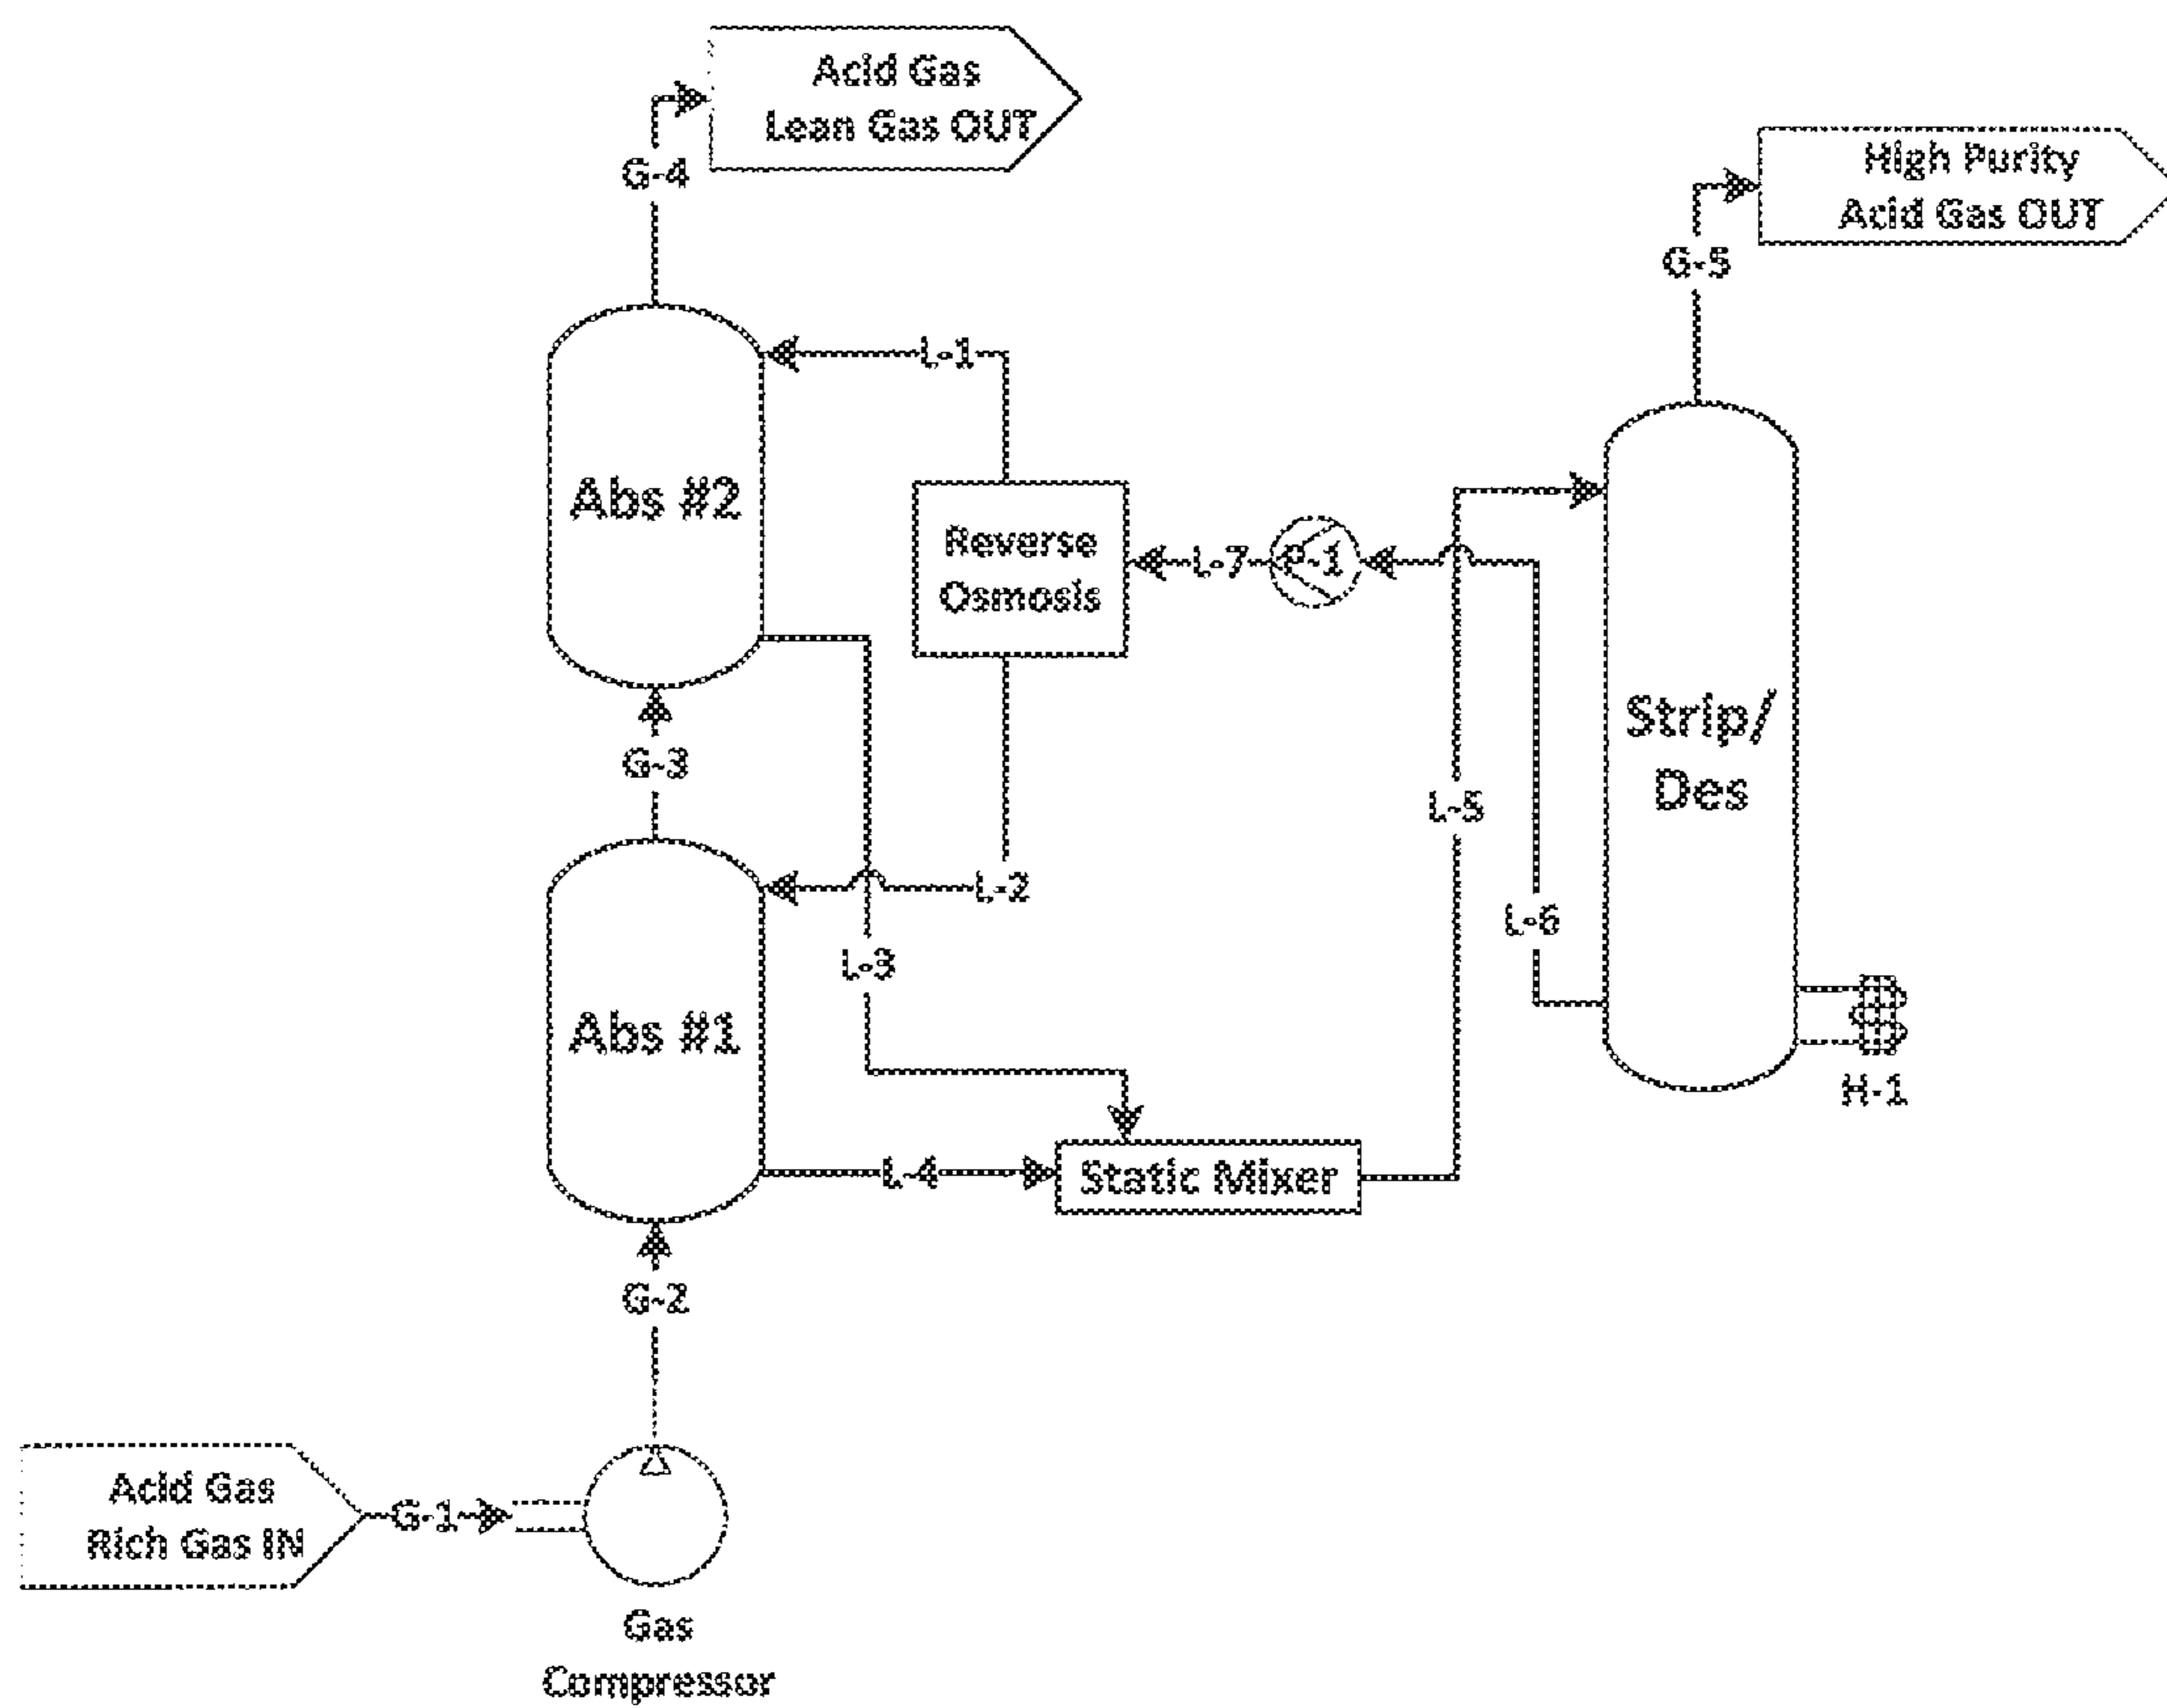 Acid Gas
Lean Gas OUT
High Purity
Acid Gas OUT
G-4
G-5
L-1
Abs #2
Reverse
Osmosis
L-7
P-1
Strip/
Des
G-3
L-5
L-2
L-6
L-3
Abs #1
H-1
L-4
Static Mixer
G-2
Acid Gas
Rich Gas IN
G-1
Gas
Compressor